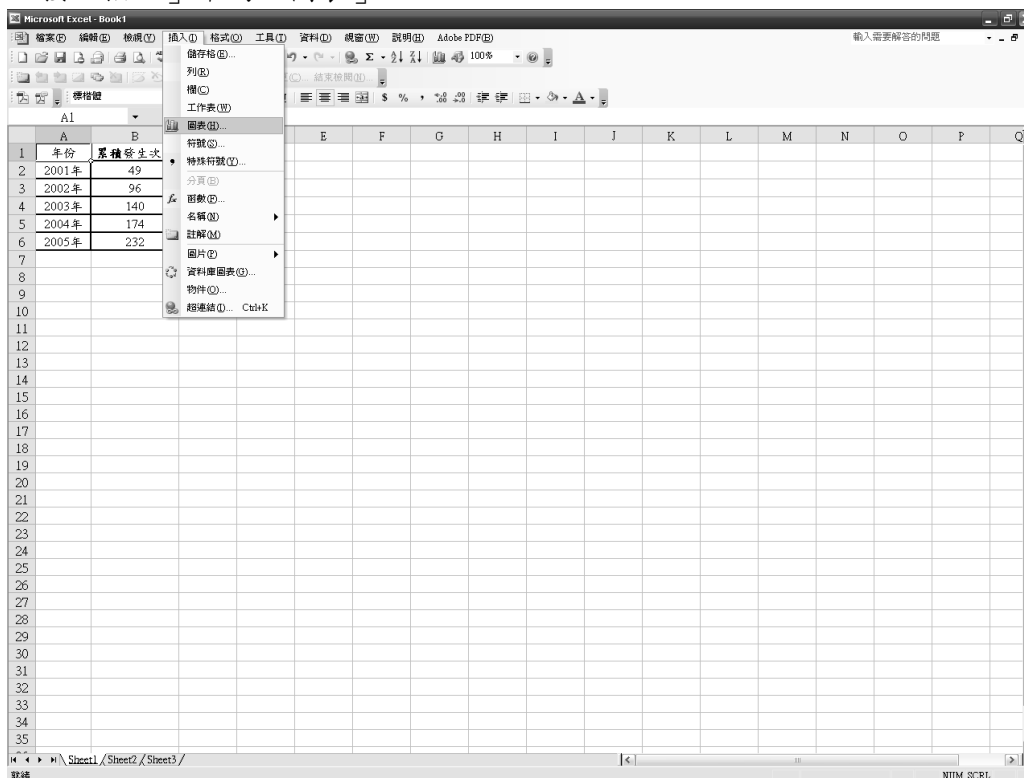 Microsoft Excel - Book1
檔案(F) 編輯(E) 檢視(V) 插入(I) 格式(O) 工具(T) 資料(D) 視窗(W) 說明(H) Adobe PDF(B) 輸入需要解答的問題
儲存格(E)...
列(R)
欄(C)
工作表(W)
圖表(H)...
符號(S)...
特殊符號(Y)...
分頁(B)
函數(F)...
名稱(N)
註解(M)
圖片(P)
資料庫圖表(G)...
物件(O)...
超連結(I)... Ctrl+K
100%
結束檢閱(N)...
標楷體
A1
A B E F G H I J K L M N O P Q
1 年份 累積發生次
2 2001年 49
3 2002年 96
4 2003年 140
5 2004年 174
6 2005年 232
7
8
9
10
11
12
13
14
15
16
17
18
19
20
21
22
23
24
25
26
27
28
29
30
31
32
33
34
35
Sheet1 / Sheet2 / Sheet3 /
就緒 NUM SCRL